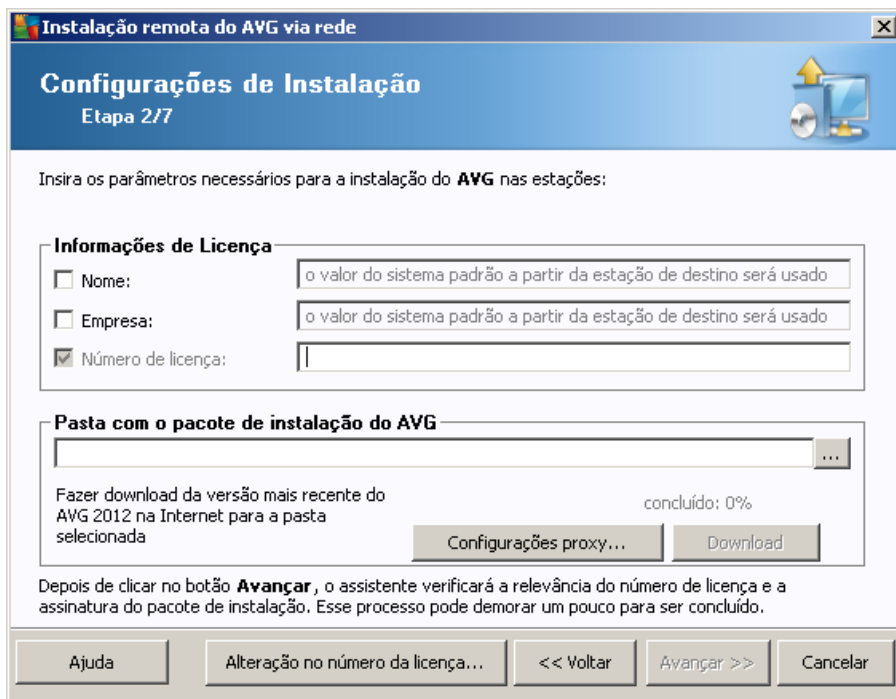 Instalação remota do AVG via rede
Configurações de Instalação
Etapa 2/7
Insira os parâmetros necessários para a instalação do AVG nas estações:
Informações de Licença
Nome:
o valor do sistema padrão a partir da estação de destino será usado
Empresa:
o valor do sistema padrão a partir da estação de destino será usado
Número de licença:
Pasta com o pacote de instalação do AVG
...
Fazer download da versão mais recente do
AVG 2012 na Internet para a pasta
selecionada
concluído: 0%
Configurações proxy...
Download
Depois de clicar no botão Avançar, o assistente verificará a relevância do número de licença e a
assinatura do pacote de instalação. Esse processo pode demorar um pouco para ser concluído.
Ajuda
Alteração no número da licença...
<< Voltar
Avançar >>
Cancelar